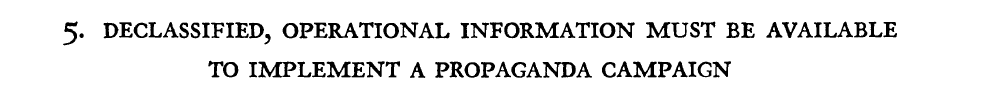 5. DECLASSIFIED, OPERATIONAL INFORMATION MUST BE AVAILABLE
TO IMPLEMENT A PROPAGANDA CAMPAIGN